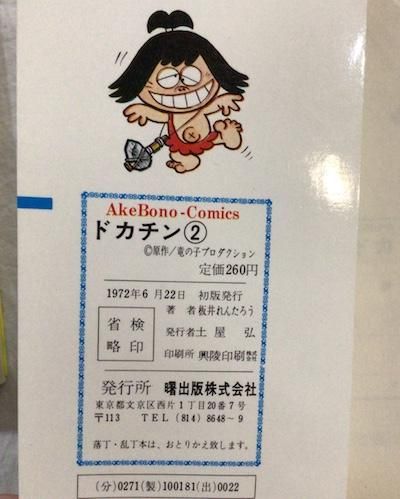 AkeBono-Comics
ドカチン②
©原作/竜の子プロダクション
定価260円
1972年6月22日 初版発行
検印省略
著者 板井れんたろう
発行者 土屋 弘
印刷所 興陵印刷株式会社
発行所 曙出版株式会社
東京都文京区西片1丁目20番7号
〒113 TEL (814) 8648~9
落丁・乱丁本は、おとりかえ致します。
(分)0271(製)100181(出)0022